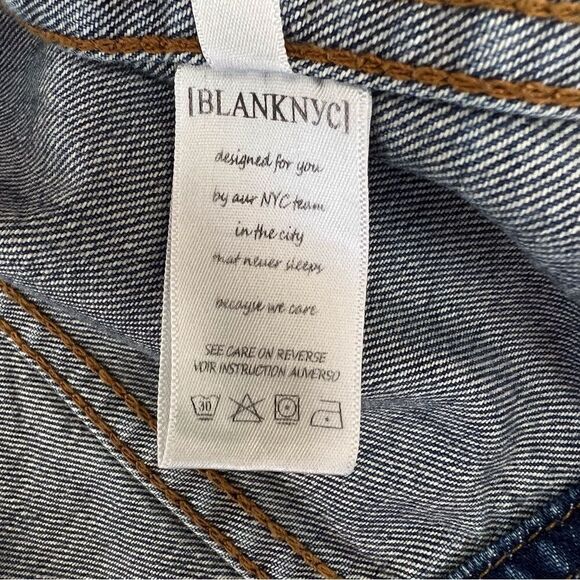 [BLANKNYC]
designed for you
by our NYC team
in the city
that never sleeps
because we care
SEE CARE ON REVERSE
VOIR INSTRUCTION AUVERSO
30